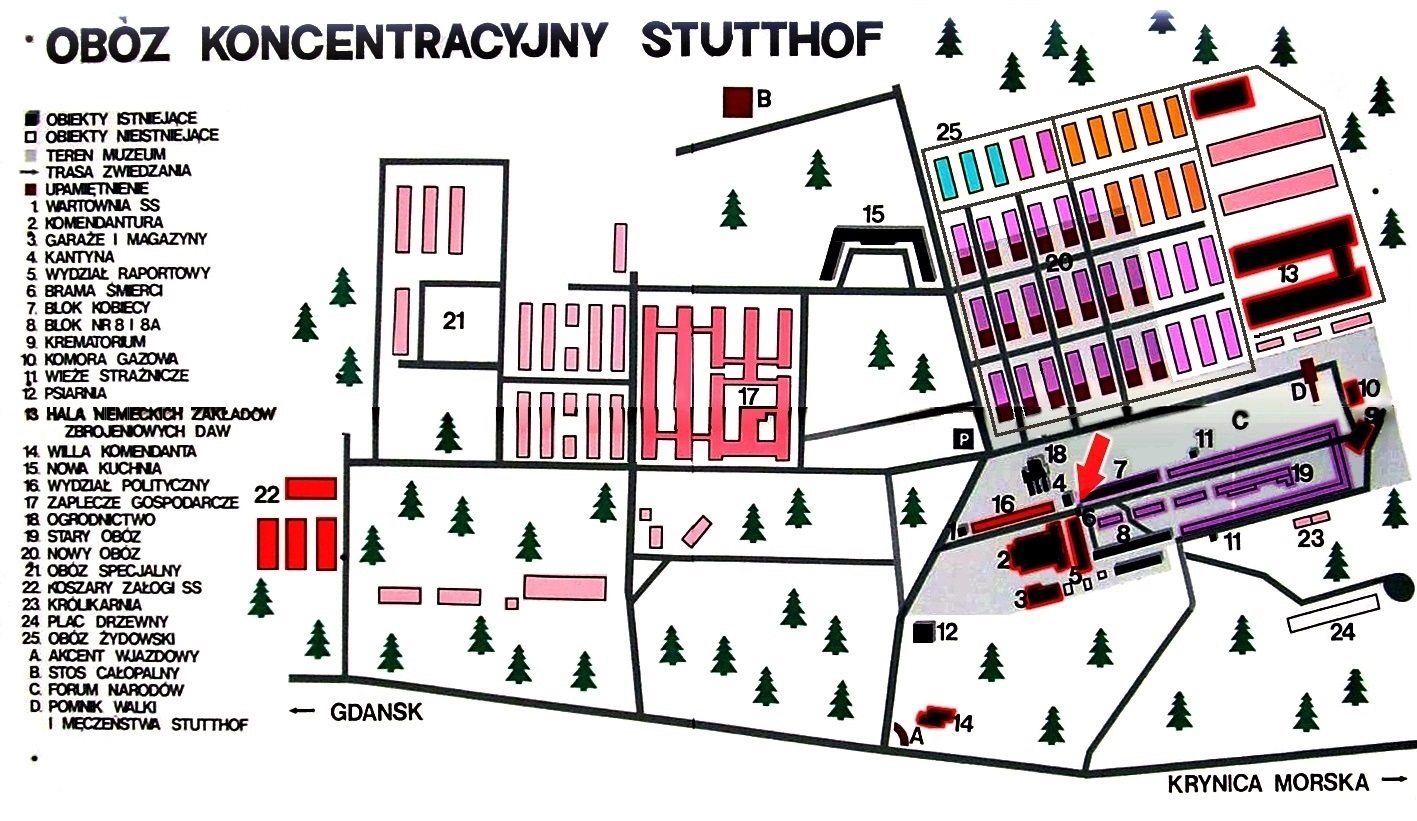 OBÓZ KONCENTRACYJNY STUTTHOF
OBIEKTY ISTNIEJĄCE
OBIEKTY NIEISTNIEJĄCE
TEREN MUZEUM
TRASA ZWIEDZANIA
UPAMIĘTNIENIE
1. WARTOWNIA SS
2. KOMENDANTURA
3. GARAŻE I MAGAZYNY
4. KANTYNA
5. WYDZIAŁ RAPORTOWY
6. BRAMA ŚMIERCI
7. BLOK KOBIECY
8. BLOK NR 8 I 8A
9. KREMATORIUM
10. KOMORA GAZOWA
11. WIEŻE STRAŻNICZE
12. PSIARNIA
13 HALA NIEMIECKICH ZAKŁADÓW
ZBROJENIOWYCH DAW
14. WILLA KOMENDANTA
15. NOWA KUCHNIA
16. WYDZIAŁ POLITYCZNY
17 ZAPLECZE GOSPODARCZE
18. OGRODNICTWO
19. STARY OBÓZ
20. NOWY OBÓZ
21. OBÓZ SPECJALNY
22. KOSZARY ZAŁOGI SS
23. KRÓLIKARNIA
24 PLAC DRZEWNY
25. OBÓZ ŻYDOWSKI
A. AKCENT WJAZDOWY
B. STOS CAŁOPALNY
C. FORUM NARODÓW
D. POMNIK WALKI
I MĘCZEŃSTWA STUTTHOF
B
25
15
20
13
21
17
D
10
9
C
P
11
18
4
7
19
22
16
6
2
8
11
23
5
3
12
24
14
A
← GDANSK
KRYNICA MORSKA →